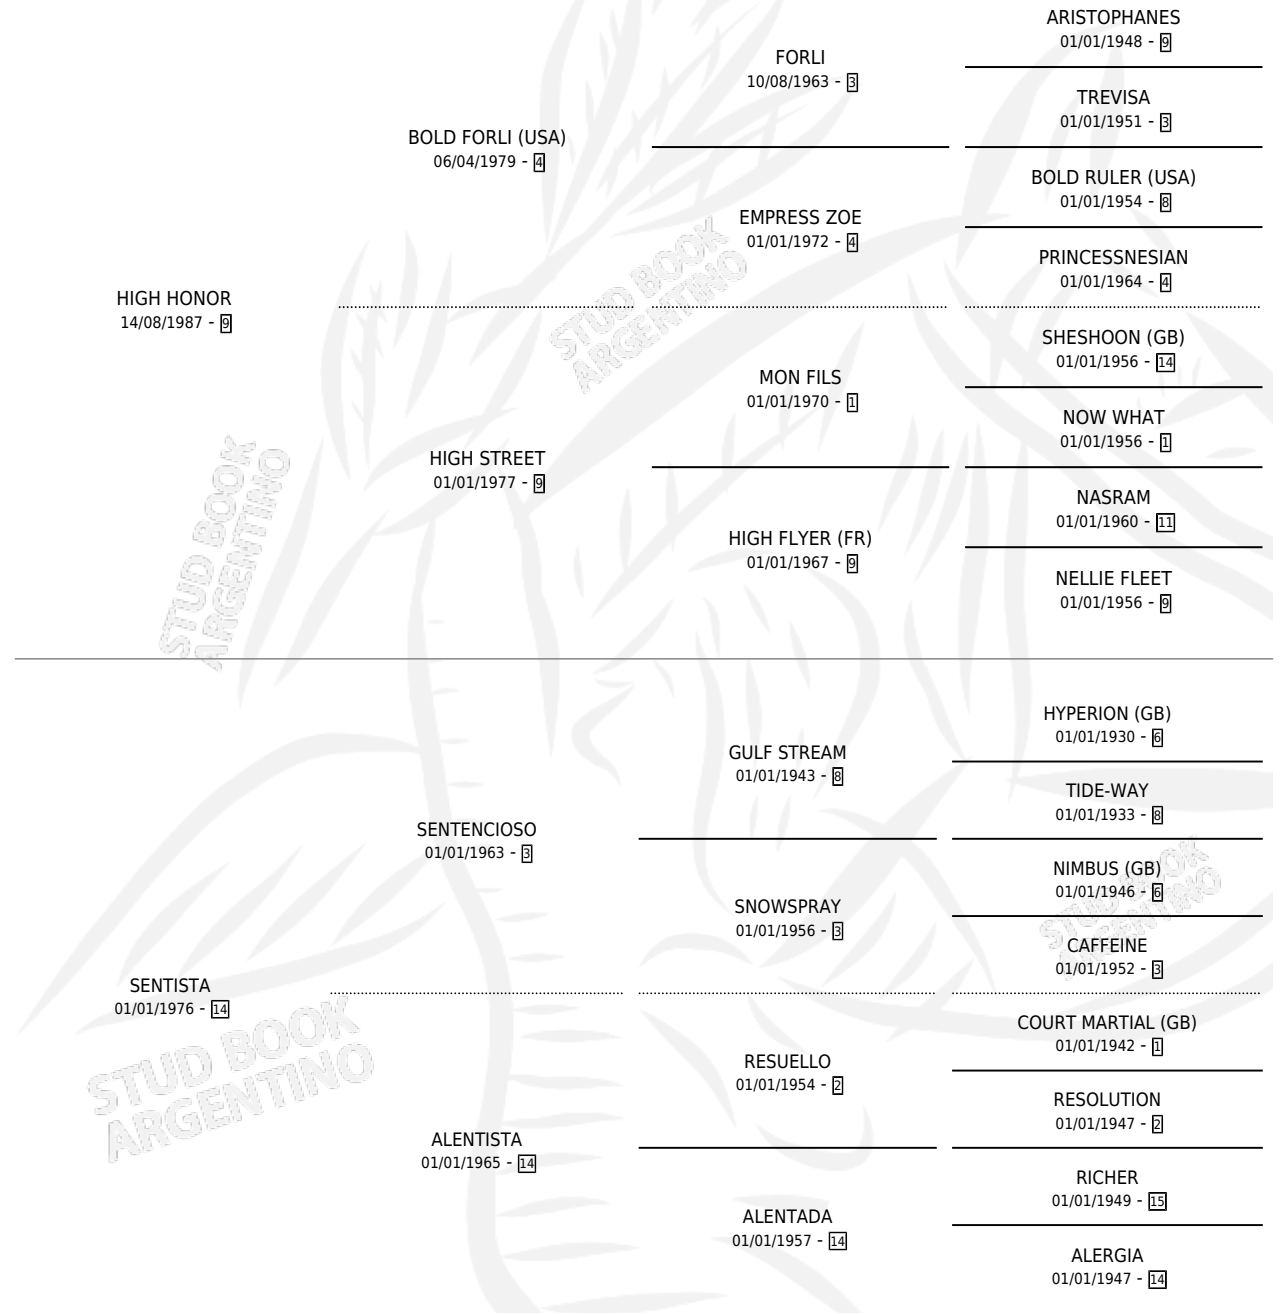 ARISTOPHANES
01/01/1948 - 9
FORLI
10/08/1963 - 3
TREVISA
01/01/1951 - 3
BOLD FORLI (USA)
06/04/1979 - 4
BOLD RULER (USA)
01/01/1954 - 8
EMPRESS ZOE
01/01/1972 - 4
PRINCESSNESIAN
01/01/1964 - 4
HIGH HONOR
14/08/1987 - 9
STUD BOOK
ARGENTINO
SHESHOON (GB)
01/01/1956 - 14
MON FILS
01/01/1970 - 1
NOW WHAT
01/01/1956 - 1
HIGH STREET
01/01/1977 - 9
NASRAM
01/01/1960 - 11
HIGH FLYER (FR)
01/01/1967 - 9
NELLIE FLEET
01/01/1956 - 9
STUD BOOK
ARGENTINO
HYPERION (GB)
01/01/1930 - 6
GULF STREAM
01/01/1943 - 8
TIDE-WAY
01/01/1933 - 8
SENTENCIOSO
01/01/1963 - 3
NIMBUS (GB)
01/01/1946 - 6
SNOWSPRAY
01/01/1956 - 3
CAFFEINE
01/01/1952 - 3
STUD BOOK
ARGENTINO
SENTISTA
01/01/1976 - 14
COURT MARTIAL (GB)
01/01/1942 - 1
RESUELLO
01/01/1954 - 2
RESOLUTION
01/01/1947 - 2
STUD BOOK
ARGENTINO
ALENTISTA
01/01/1965 - 14
RICHER
01/01/1949 - 15
ALENTADA
01/01/1957 - 14
ALERGIA
01/01/1947 - 14